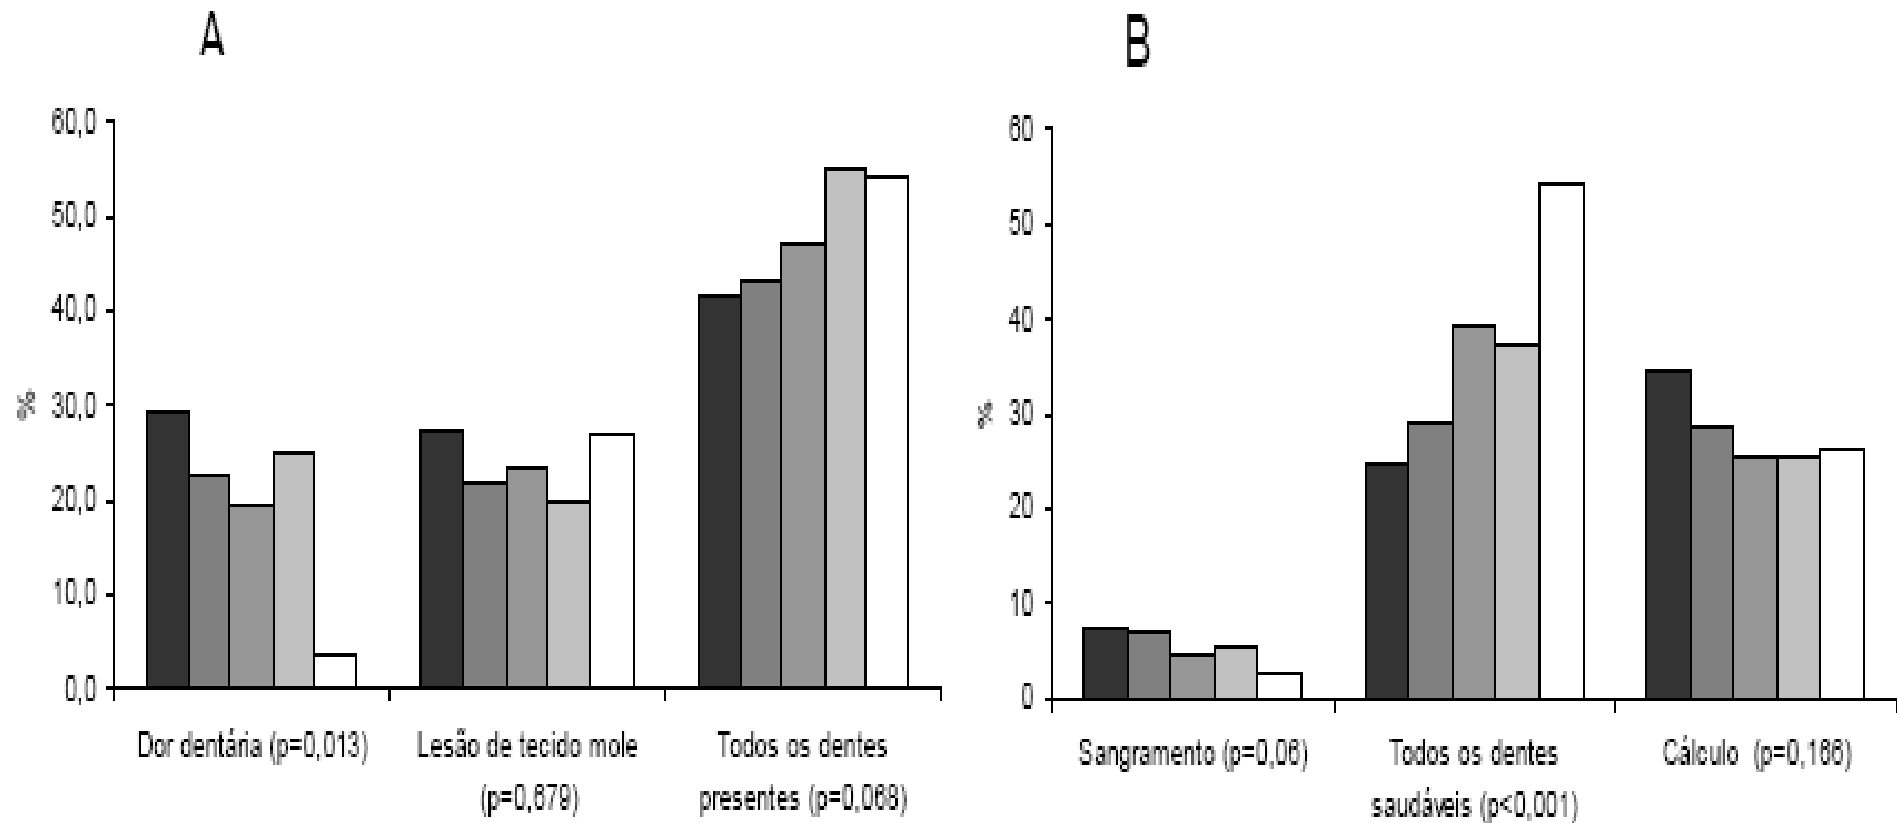 A
60,0
50,0
40,0
30,0
20,0
10,0
0,0
%
Dor dentária (p=0,013)
Lesão de tecido mole
(p=0,679)
Todos os dentes
presentes (p=0,068)
B
60
50
40
30
20
10
0
%
Sangramento (p=0,06)
Todos os dentes
saudáveis (p<0,001)
Cálculo (p=0,166)